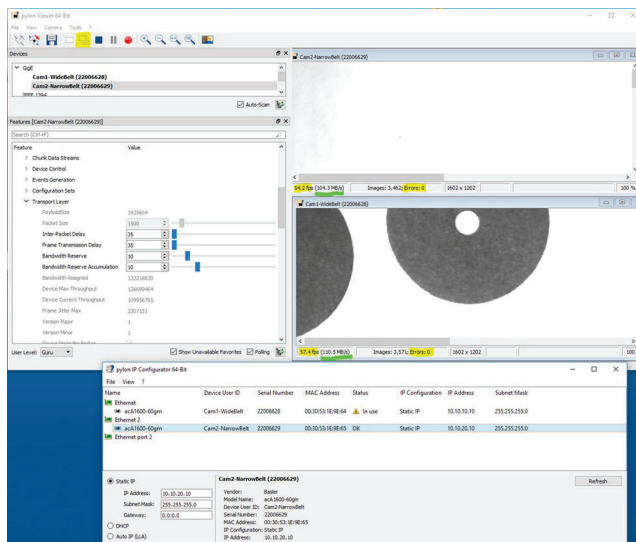 pylon Viewer 64-Bit
File View Camera Tools ?
Devices
GigE
Cam1-WideBelt (22006628)
Cam2-NarrowBelt (22006629)
IEEE 1394
Auto-Scan
Features [Cam2-NarrowBelt (22006629)]
Search (Ctrl+F)
Feature Value
Chunk Data Streams
Device Control
Events Generation
Configuration Sets
Transport Layer
PayloadSize 1925604
Packet Size 1500
Inter-Packet Delay 35
Frame Transmission Delay 35
Bandwidth Reserve 10
Bandwidth Reserve Accumulation 10
Bandwidth Assigned 122219830
Device Max Throughput 126699464
Device Current Throughput 109956765
Frame Jitter Max 2307151
Version Major 1
Version Minor 1
User Level: Guru
Show Unavailable Favorites Polling
Cam2-NarrowBelt (22006629)
54.2 fps (104.3 MB/s) Images: 3,462; Errors: 0 1602 x 1202 100 %
Cam1-WideBelt (22006628)
57.4 fps (110.5 MB/s) Images: 3,571; Errors: 0 1602 x 1202 100
pylon IP Configurator 64-Bit
File View ?
Name Device User ID Serial Number MAC Address Status IP Configuration IP Address Subnet Mask
Ethernet
acA1600-60gm Cam1-WideBelt 22006628 00:30:53:1E:9E:64 In use Static IP 10.10.10.10 255.255.255.0
Ethernet 2
acA1600-60gm Cam2-NarrowBelt 22006629 00:30:53:1E:9E:65 OK Static IP 10.10.20.10 255.255.255.0
Ethernet port 2
Static IP
IP Address: 10.10.20.10
Subnet Mask: 255.255.255.0
Gateway: 0.0.0.0
DHCP
Auto IP (LLA)
Cam2-NarrowBelt (22006629)
Vendor: Basler
Model Name: acA1600-60gm
Device User ID: Cam2-NarrowBelt
Serial Number: 22006629
MAC Address: 00:30:53:1E:9E:65
IP Configuration: Static IP
IP Address: 10.10.20.10
Refresh